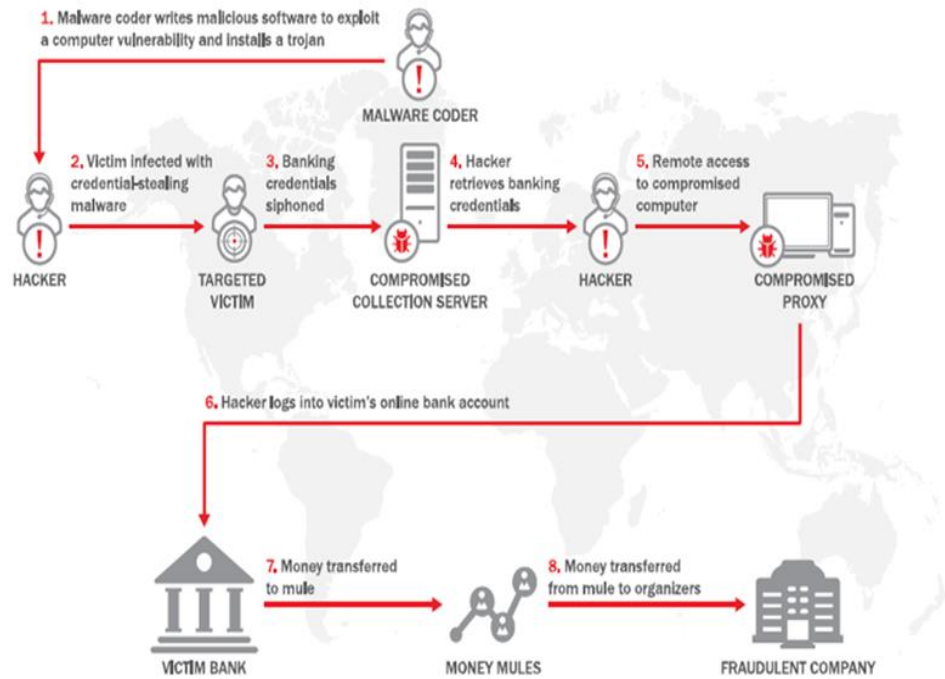 1. Malware coder writes malicious software to exploit
a computer vulnerability and installs a trojan
MALWARE CODER
2. Victim infected with
credential-stealing
malware
3. Banking
credentials
siphoned
4. Hacker
retrieves banking
credentials
5. Remote access
to compromised
computer
HACKER
TARGETED
VICTIM
COMPROMISED
COLLECTION SERVER
HACKER
COMPROMISED
PROXY
6. Hacker logs into victim's online bank account
7. Money transferred
to mule
8. Money transferred
from mule to organizers
VICTIM BANK
MONEY MULES
FRAUDULENT COMPANY